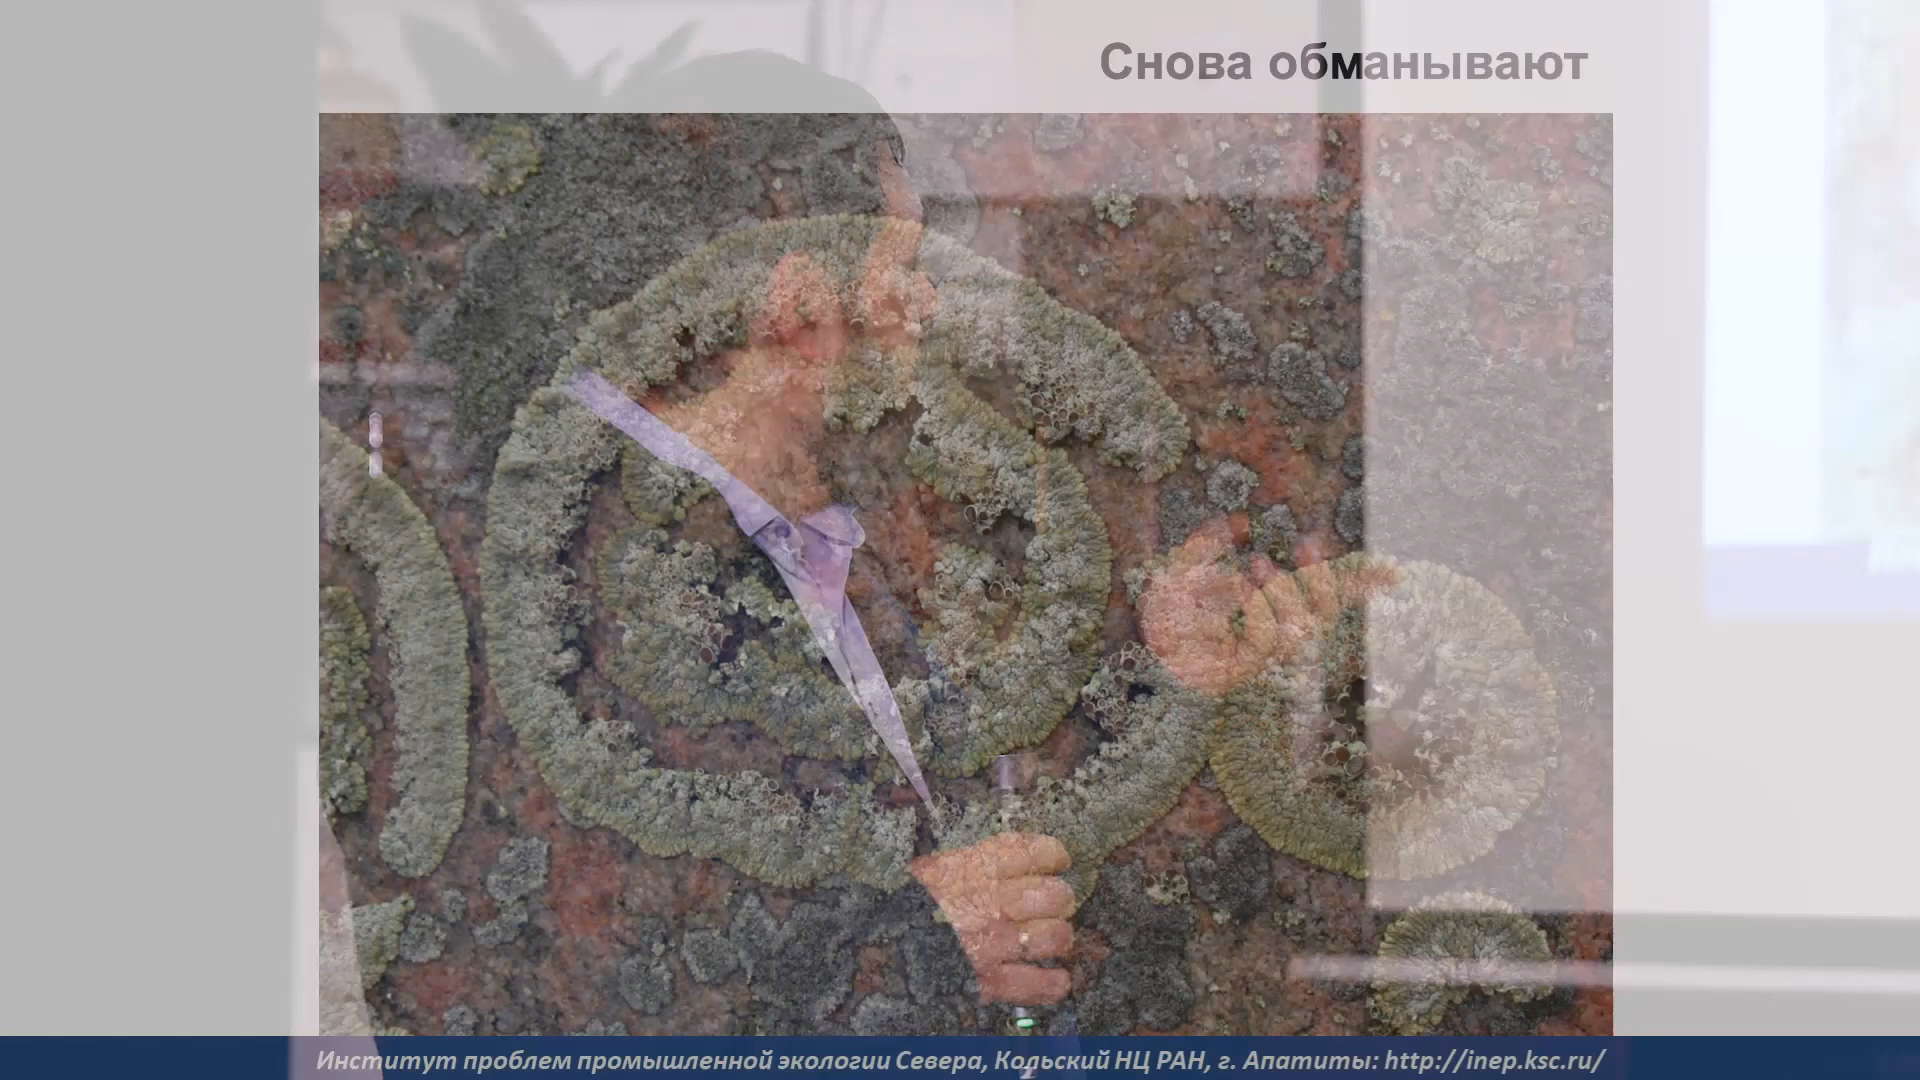 Снова обманывают
Институт проблем промышленной экологии Севера, Кольский НЦ РАН, г. Апатиты: http://inep.ksc.ru/